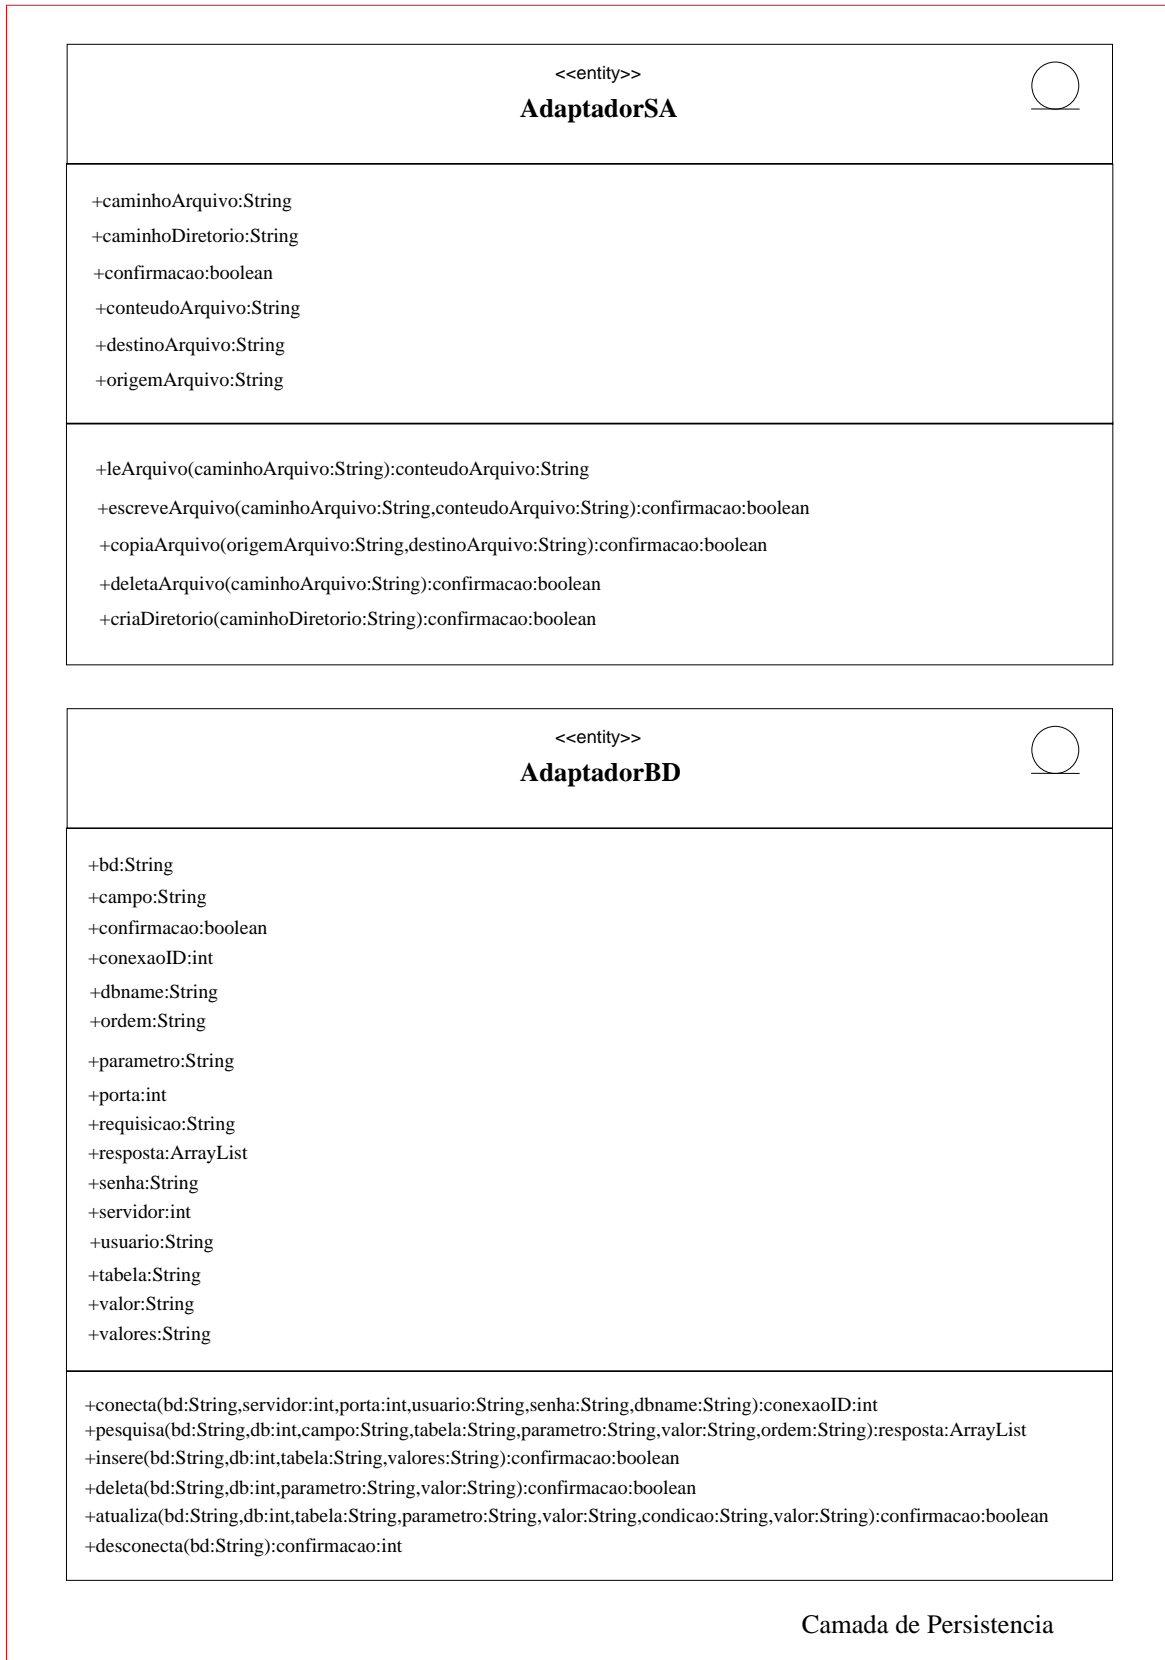 <<entity>>
AdaptadorSA
+caminhoArquivo:String
+caminhoDiretorio:String
+confirmacao:boolean
+conteudoArquivo:String
+destinoArquivo:String
+origemArquivo:String
+leArquivo(caminhoArquivo:String):conteudoArquivo:String
+escreveArquivo(caminhoArquivo:String,conteudoArquivo:String):confirmacao:boolean
+copiaArquivo(origemArquivo:String,destinoArquivo:String):confirmacao:boolean
+deletaArquivo(caminhoArquivo:String):confirmacao:boolean
+criaDiretorio(caminhoDiretorio:String):confirmacao:boolean
<<entity>>
AdaptadorBD
+bd:String
+campo:String
+confirmacao:boolean
+conexaoID:int
+dbname:String
+ordem:String
+parametro:String
+porta:int
+requisicao:String
+resposta:ArrayList
+senha:String
+servidor:int
+usuario:String
+tabela:String
+valor:String
+valores:String
+conecta(bd:String,servidor:int,porta:int,usuario:String,senha:String,dbname:String):conexaoID:int
+pesquisa(bd:String,db:int,campo:String,tabela:String,parametro:String,valor:String,ordem:String):resposta:ArrayList
+insere(bd:String,db:int,tabela:String,valores:String):confirmacao:boolean
+deleta(bd:String,db:int,parametro:String,valor:String):confirmacao:boolean
+atualiza(bd:String,db:int,tabela:String,parametro:String,valor:String,condicao:String,valor:String):confirmacao:boolean
+desconecta(bd:String):confirmacao:int
Camada de Persistencia